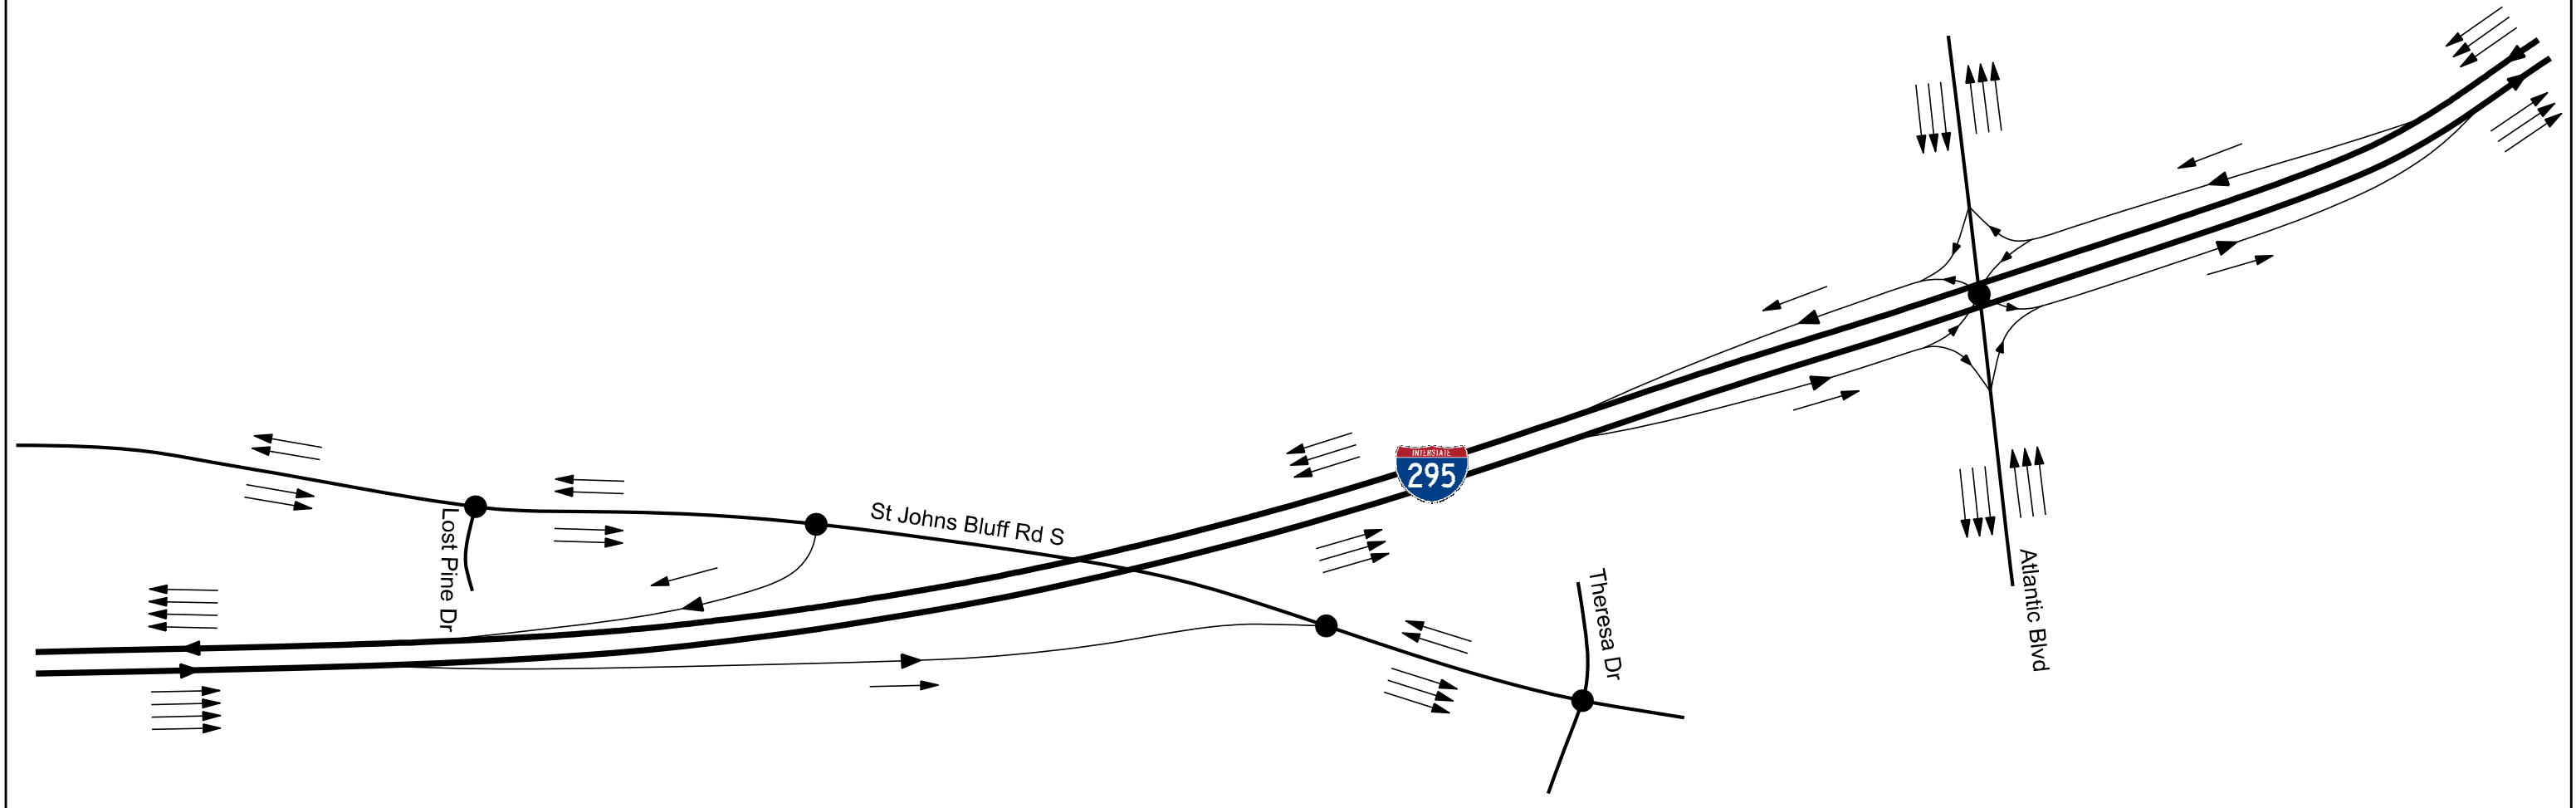 INTERSTATE
295
St Johns Bluff Rd S
Lost Pine Dr
Theresa Dr
Atlantic Blvd